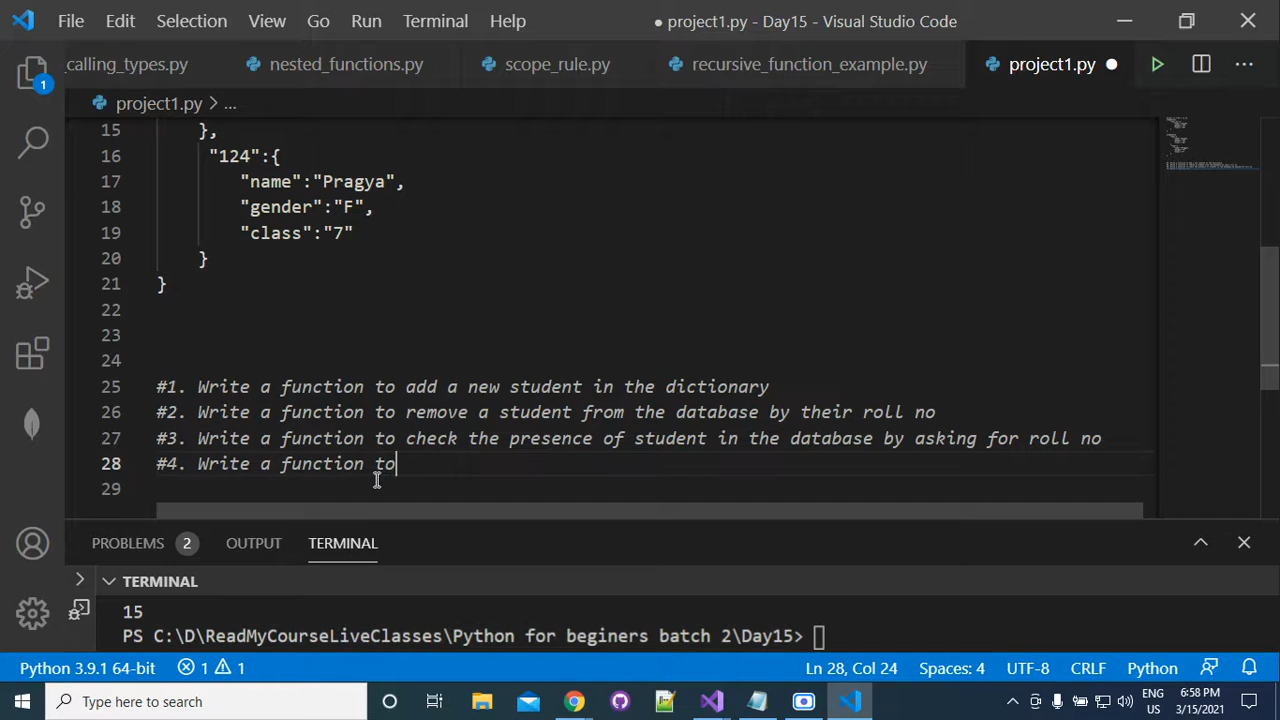 File Edit Selection View Go Run Terminal Help ● project1.py - Day15 - Visual Studio Code
_calling_types.py nested_functions.py scope_rule.py recursive_function_example.py project1.py
1
project1.py > ...
15 },
16 "124":{
17 "name":"Pragya",
18 "gender":"F",
19 "class":"7"
20 }
21 }
22
23
24
25 #1. Write a function to add a new student in the dictionary
26 #2. Write a function to remove a student from the database by their roll no
27 #3. Write a function to check the presence of student in the database by asking for roll no
28 #4. Write a function to
29
PROBLEMS 2 OUTPUT TERMINAL
TERMINAL
15
PS C:\D\ReadMyCourseLiveClasses\Python for beginers batch 2\Day15>
Python 3.9.1 64-bit 1 1 Ln 28, Col 24 Spaces: 4 UTF-8 CRLF Python
Type here to search ENG 6:58 PM
US 3/15/2021